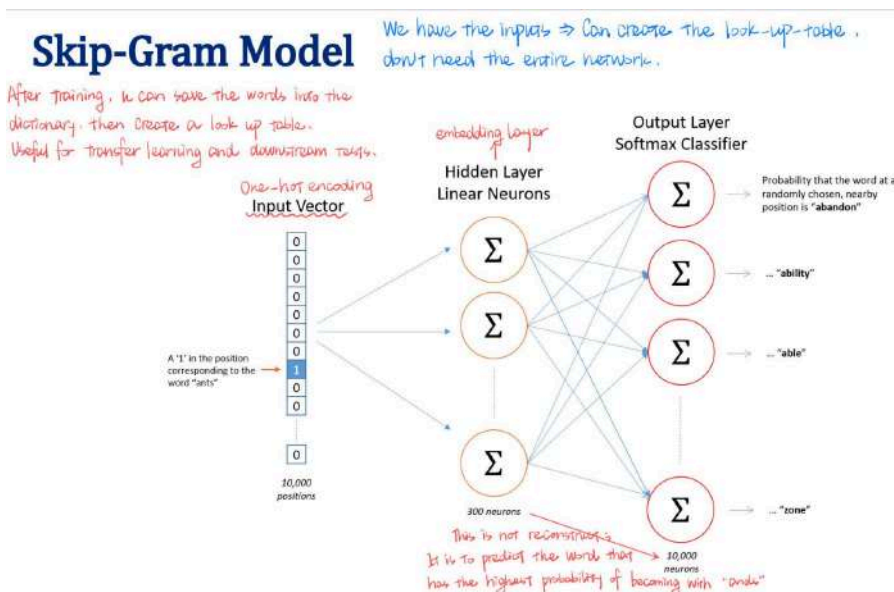 Skip-Gram Model
We have the inputs ⇒ Can create the look-up-table.
don't need the entire network.
After training, it can save the words into the
dictionary. then create a look up table.
Useful for transfer learning and downstream tests.
One-hot encoding
Input Vector
embedding layer
Hidden Layer
Linear Neurons
Output Layer
Softmax Classifier
0
0
0
0
0
0
0
1
0
0
0
A '1' in the position
corresponding to the
word "ants"
10,000
positions
Σ
Σ
Σ
300 neurons
Σ
Σ
Σ
Σ
Probability that the word at a
randomly chosen, nearby
position is "abandon"
... "ability"
... "able"
... "zone"
10,000
neurons
This is not reconstruct;
It is to predict the word that
has the highest probability of becoming with "ands"